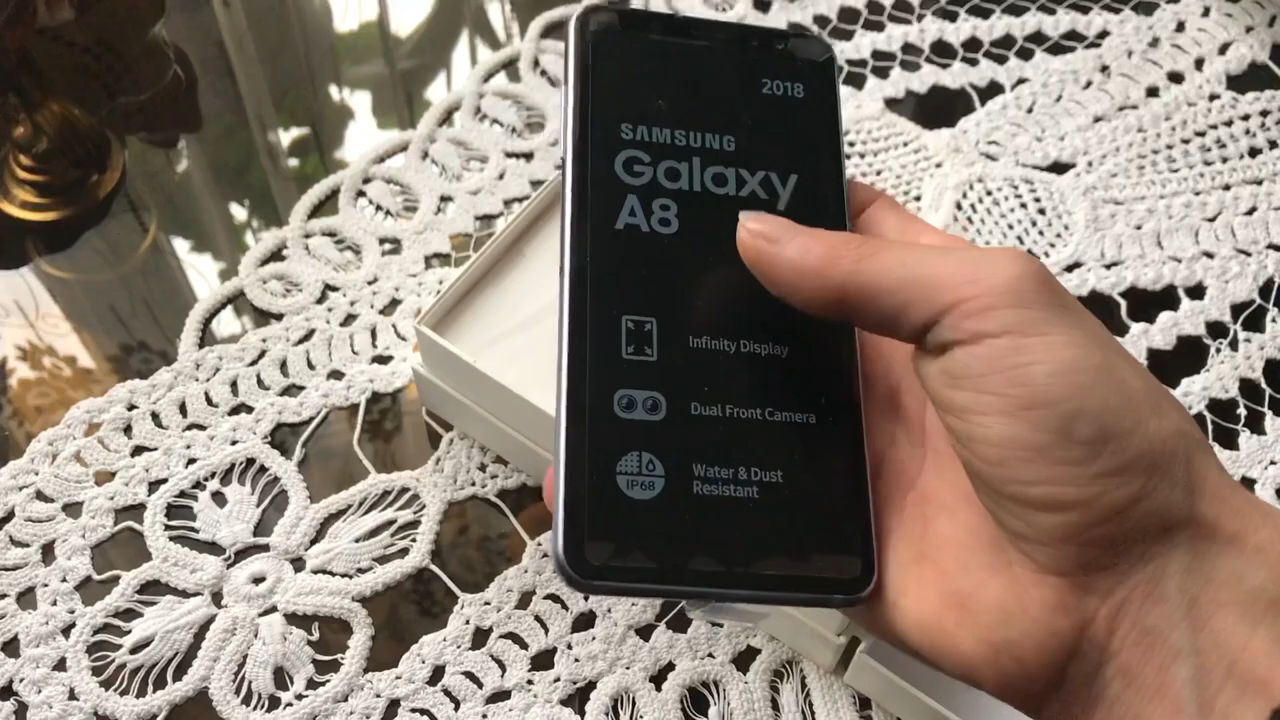 2018
SAMSUNG
Galaxy
A8
Infinity Display
Dual Front Camera
IP68
Water & Dust
Resistant